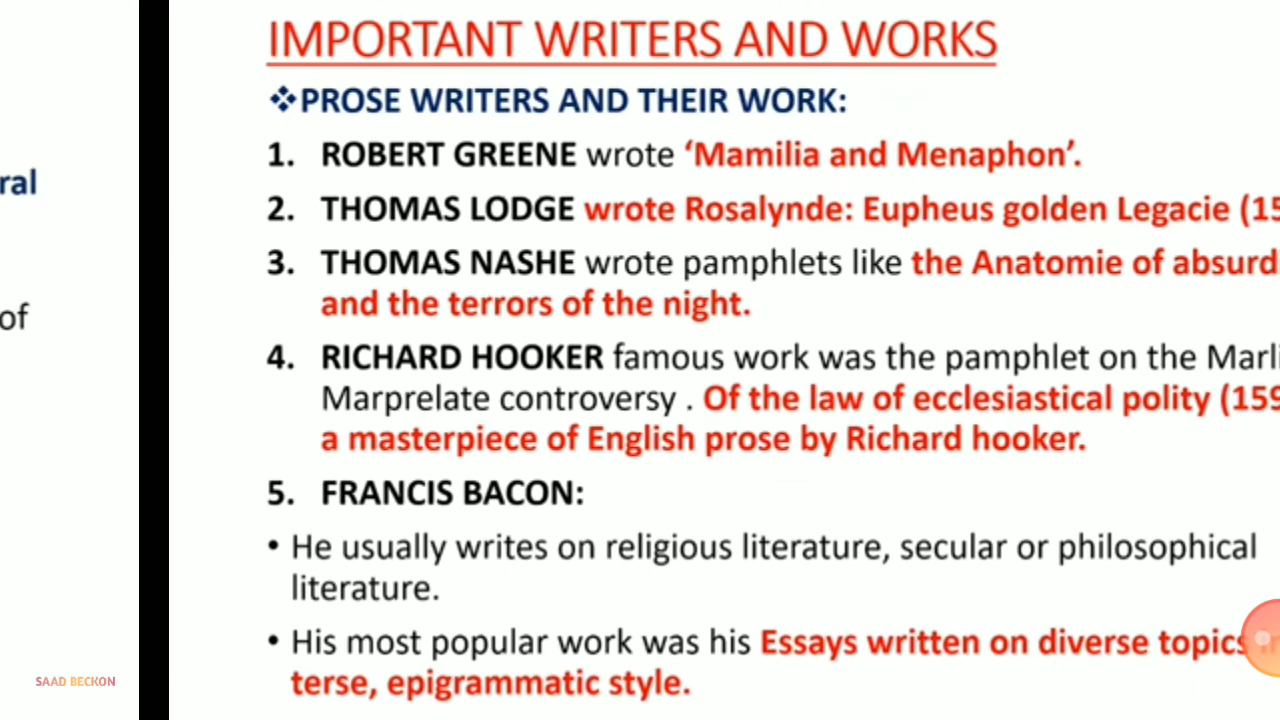 IMPORTANT WRITERS AND WORKS
❖PROSE WRITERS AND THEIR WORK:
1. ROBERT GREENE wrote ‘Mamilia and Menaphon’.
2. THOMAS LODGE wrote Rosalynde: Eupheus golden Legacie (15
3. THOMAS NASHE wrote pamphlets like the Anatomie of absurd
and the terrors of the night.
4. RICHARD HOOKER famous work was the pamphlet on the Marli
Marprelate controversy . Of the law of ecclesiastical polity (159
a masterpiece of English prose by Richard hooker.
5. FRANCIS BACON:
• He usually writes on religious literature, secular or philosophical
literature.
• His most popular work was his Essays written on diverse topics
terse, epigrammatic style.
ral
of
SAAD BECKON